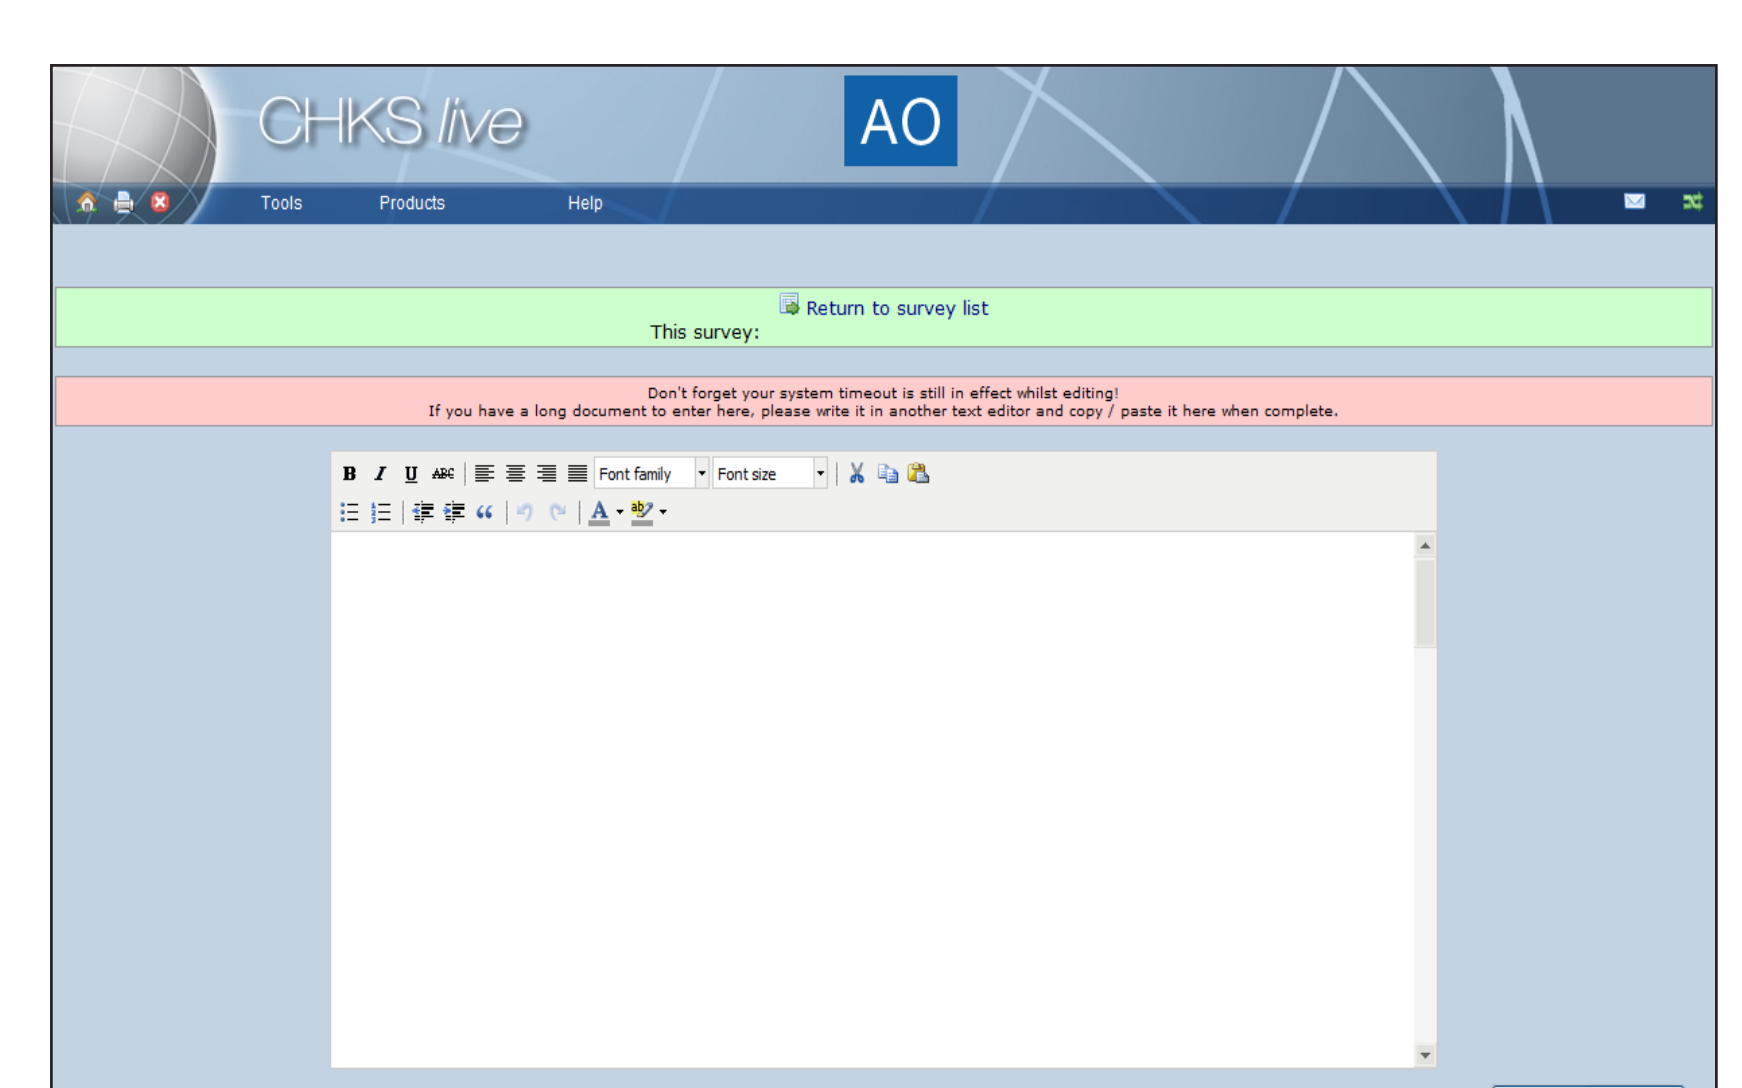 CHKS live
AO
Tools Products Help
Return to survey list
This survey:
Don't forget your system timeout is still in effect whilst editing!
If you have a long document to enter here, please write it in another text editor and copy / paste it here when complete.
B I U ABC Font family Font size
A ab